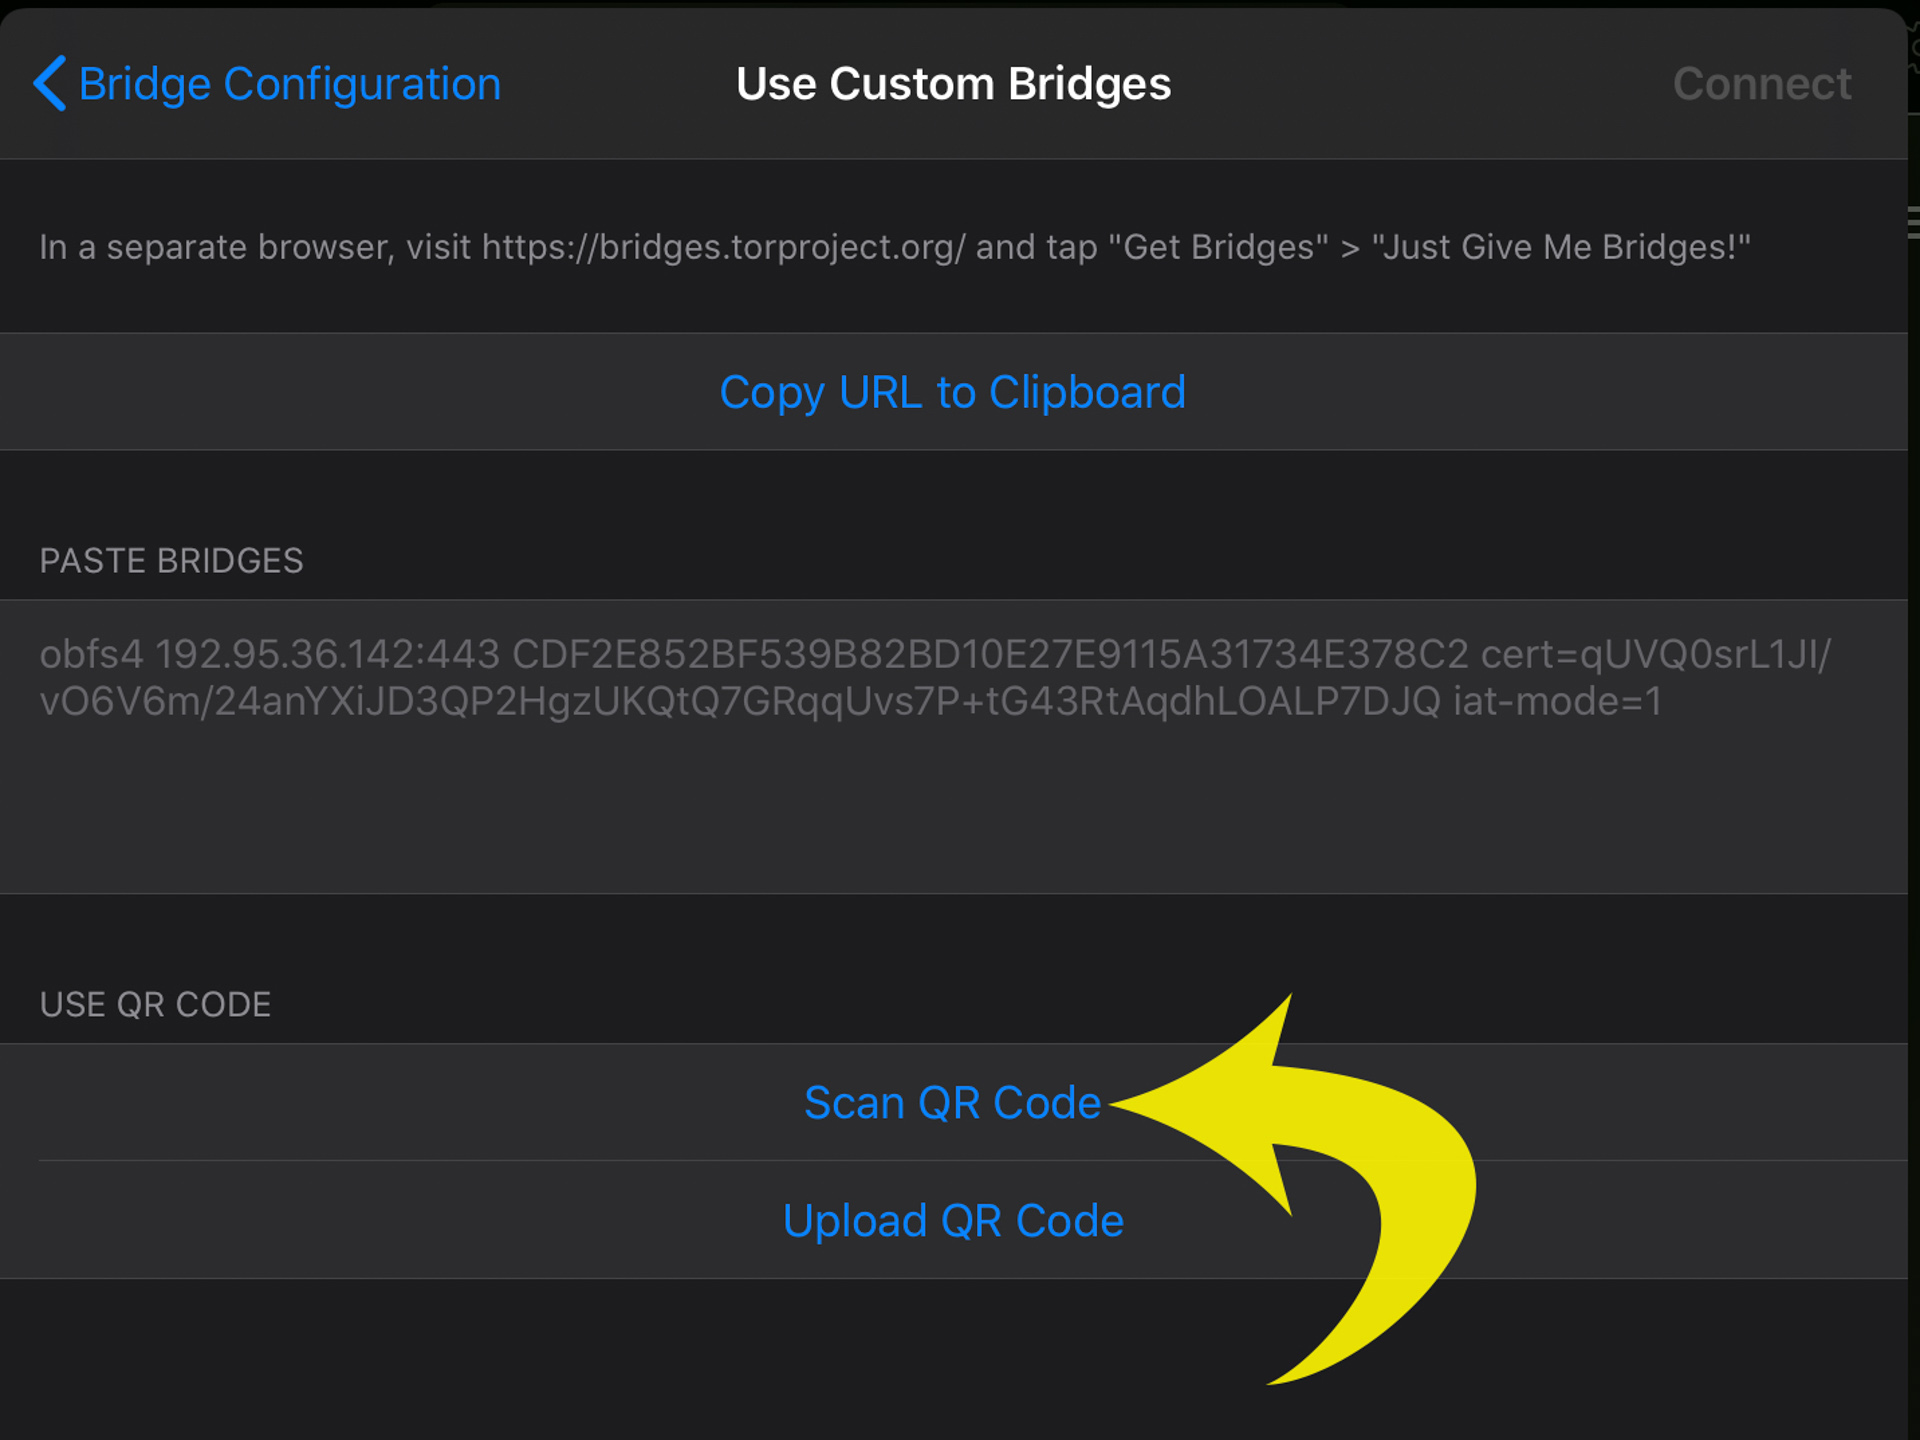 Bridge Configuration
Use Custom Bridges
Connect
In a separate browser, visit https://bridges.torproject.org/ and tap "Get Bridges" > "Just Give Me Bridges!"
Copy URL to Clipboard
PASTE BRIDGES
obfs4 192.95.36.142:443 CDF2E852BF539B82BD10E27E9115A31734E378C2 cert=qUVQ0srL1JI/
vO6V6m/24anYXiJD3QP2HgzUKQtQ7GRqqUvs7P+tG43RtAqdhLOALP7DJQ iat-mode=1
USE QR CODE
Scan QR Code
Upload QR Code